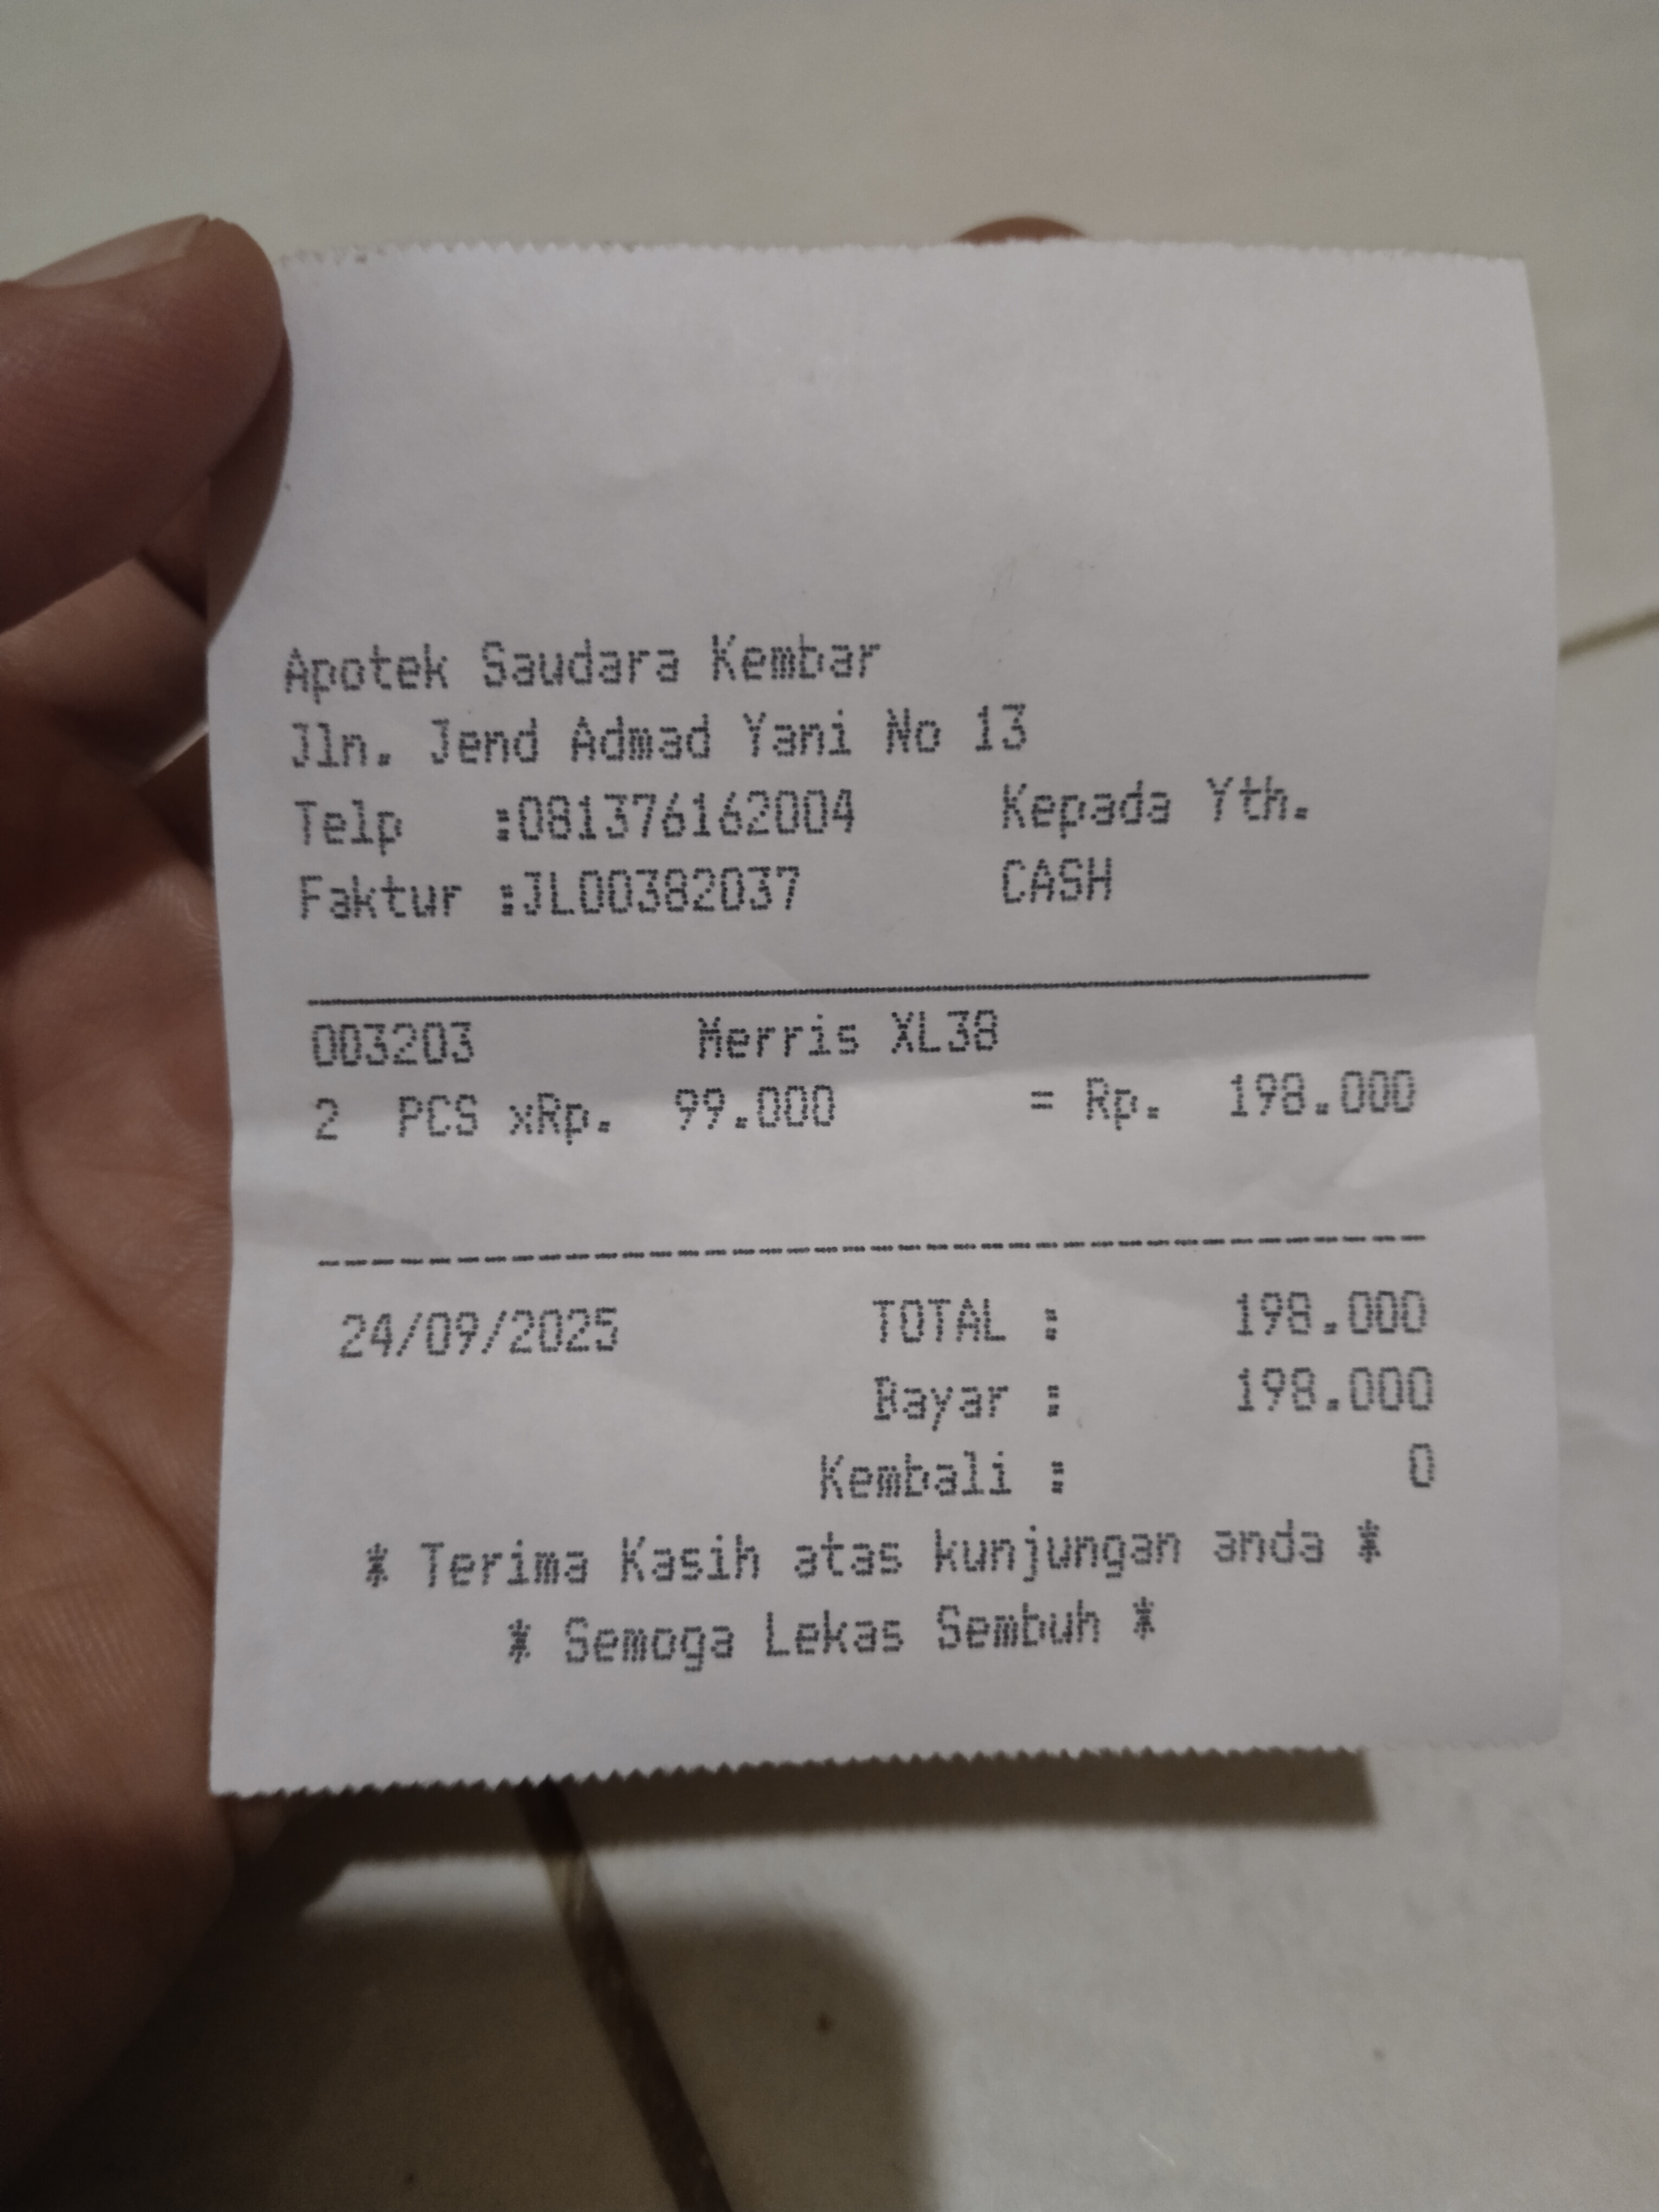 Apotek Saudara Kembar
Jln. Jend Admad Yani No 13
Telp :081376162004 Kepada Yth.
Faktur :JL00382037 CASH
003203 Merris XL38
2 PCS xRp. 99.000 = Rp. 198.000
24/09/2025 TOTAL : 198.000
Bayar : 198.000
Kembali : 0
* Terima Kasih atas kunjungan anda *
* Semoga Lekas Sembuh *